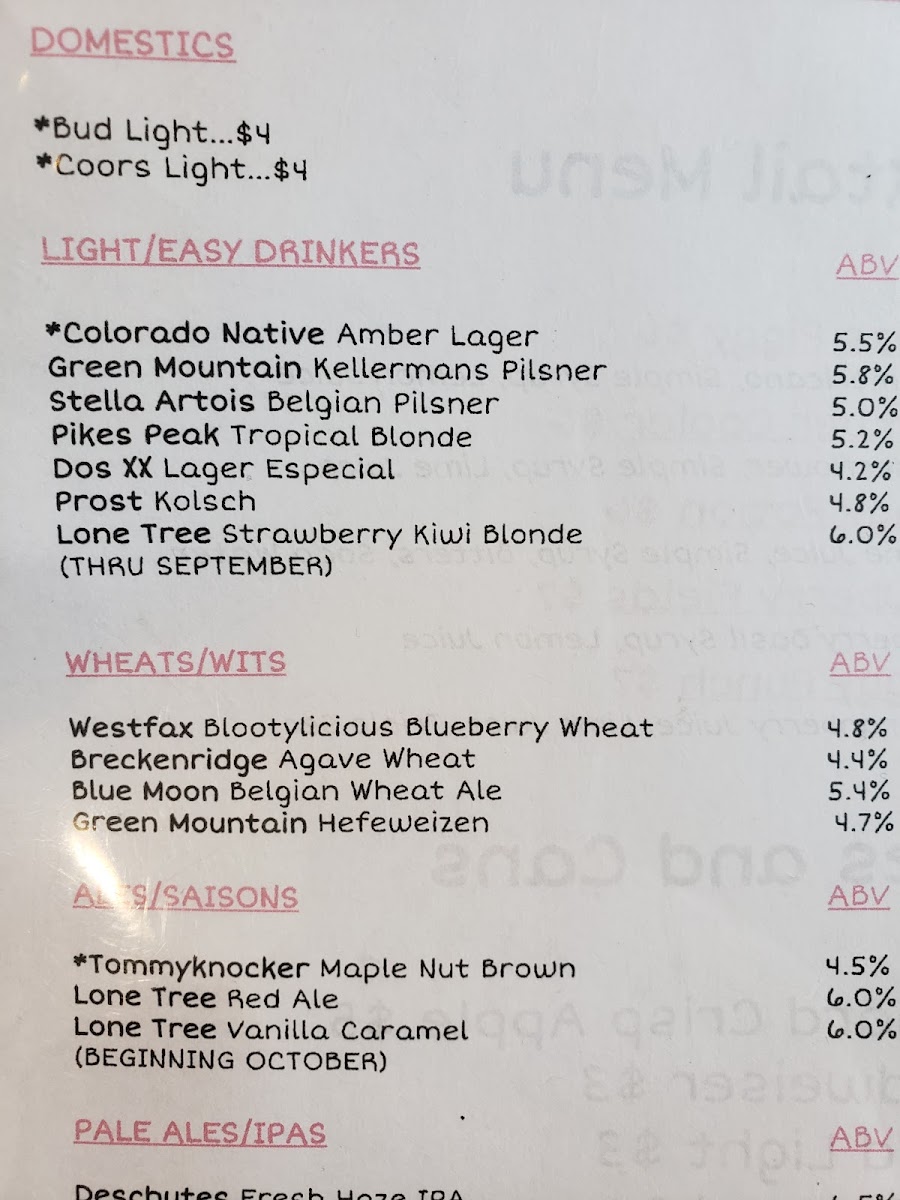 DOMESTICS
*Bud Light...$4
*Coors Light...$4
LIGHT/EASY DRINKERS ABV
*Colorado Native Amber Lager 5.5%
Green Mountain Kellermans Pilsner 5.8%
Stella Artois Belgian Pilsner 5.0%
Pikes Peak Tropical Blonde 5.2%
Dos XX Lager Especial 4.2%
Prost Kolsch 4.8%
Lone Tree Strawberry Kiwi Blonde 6.0%
(THRU SEPTEMBER)
WHEATS/WITS ABV
Westfax Blootylicious Blueberry Wheat 4.8%
Breckenridge Agave Wheat 4.4%
Blue Moon Belgian Wheat Ale 5.4%
Green Mountain Hefeweizen 4.7%
ALES/SAISONS ABV
*Tommyknocker Maple Nut Brown 4.5%
Lone Tree Red Ale 6.0%
Lone Tree Vanilla Caramel 6.0%
(BEGINNING OCTOBER)
PALE ALES/IPAS ABV
Deschutes Fresh Haze IPA